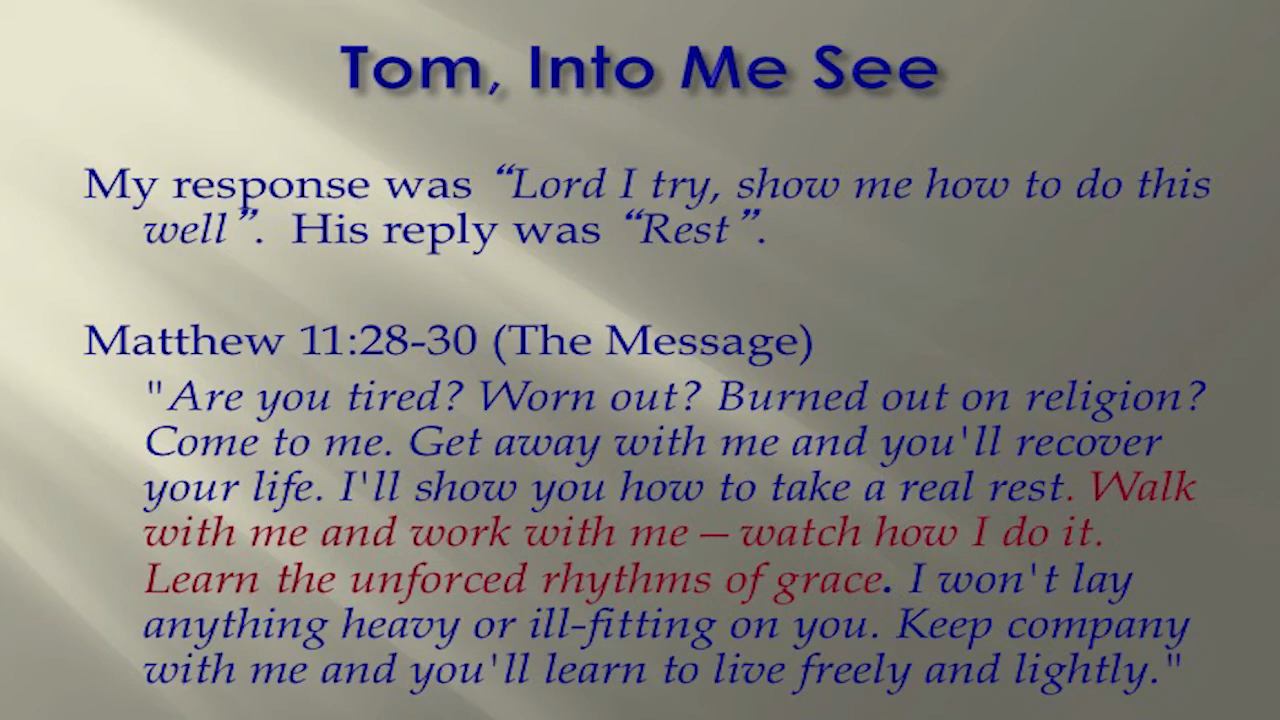 Tom, Into Me See
My response was “Lord I try, show me how to do this
well”. His reply was “Rest”.
Matthew 11:28-30 (The Message)
"Are you tired? Worn out? Burned out on religion?
Come to me. Get away with me and you'll recover
your life. I'll show you how to take a real rest. Walk
with me and work with me – watch how I do it.
Learn the unforced rhythms of grace. I won't lay
anything heavy or ill-fitting on you. Keep company
with me and you'll learn to live freely and lightly."